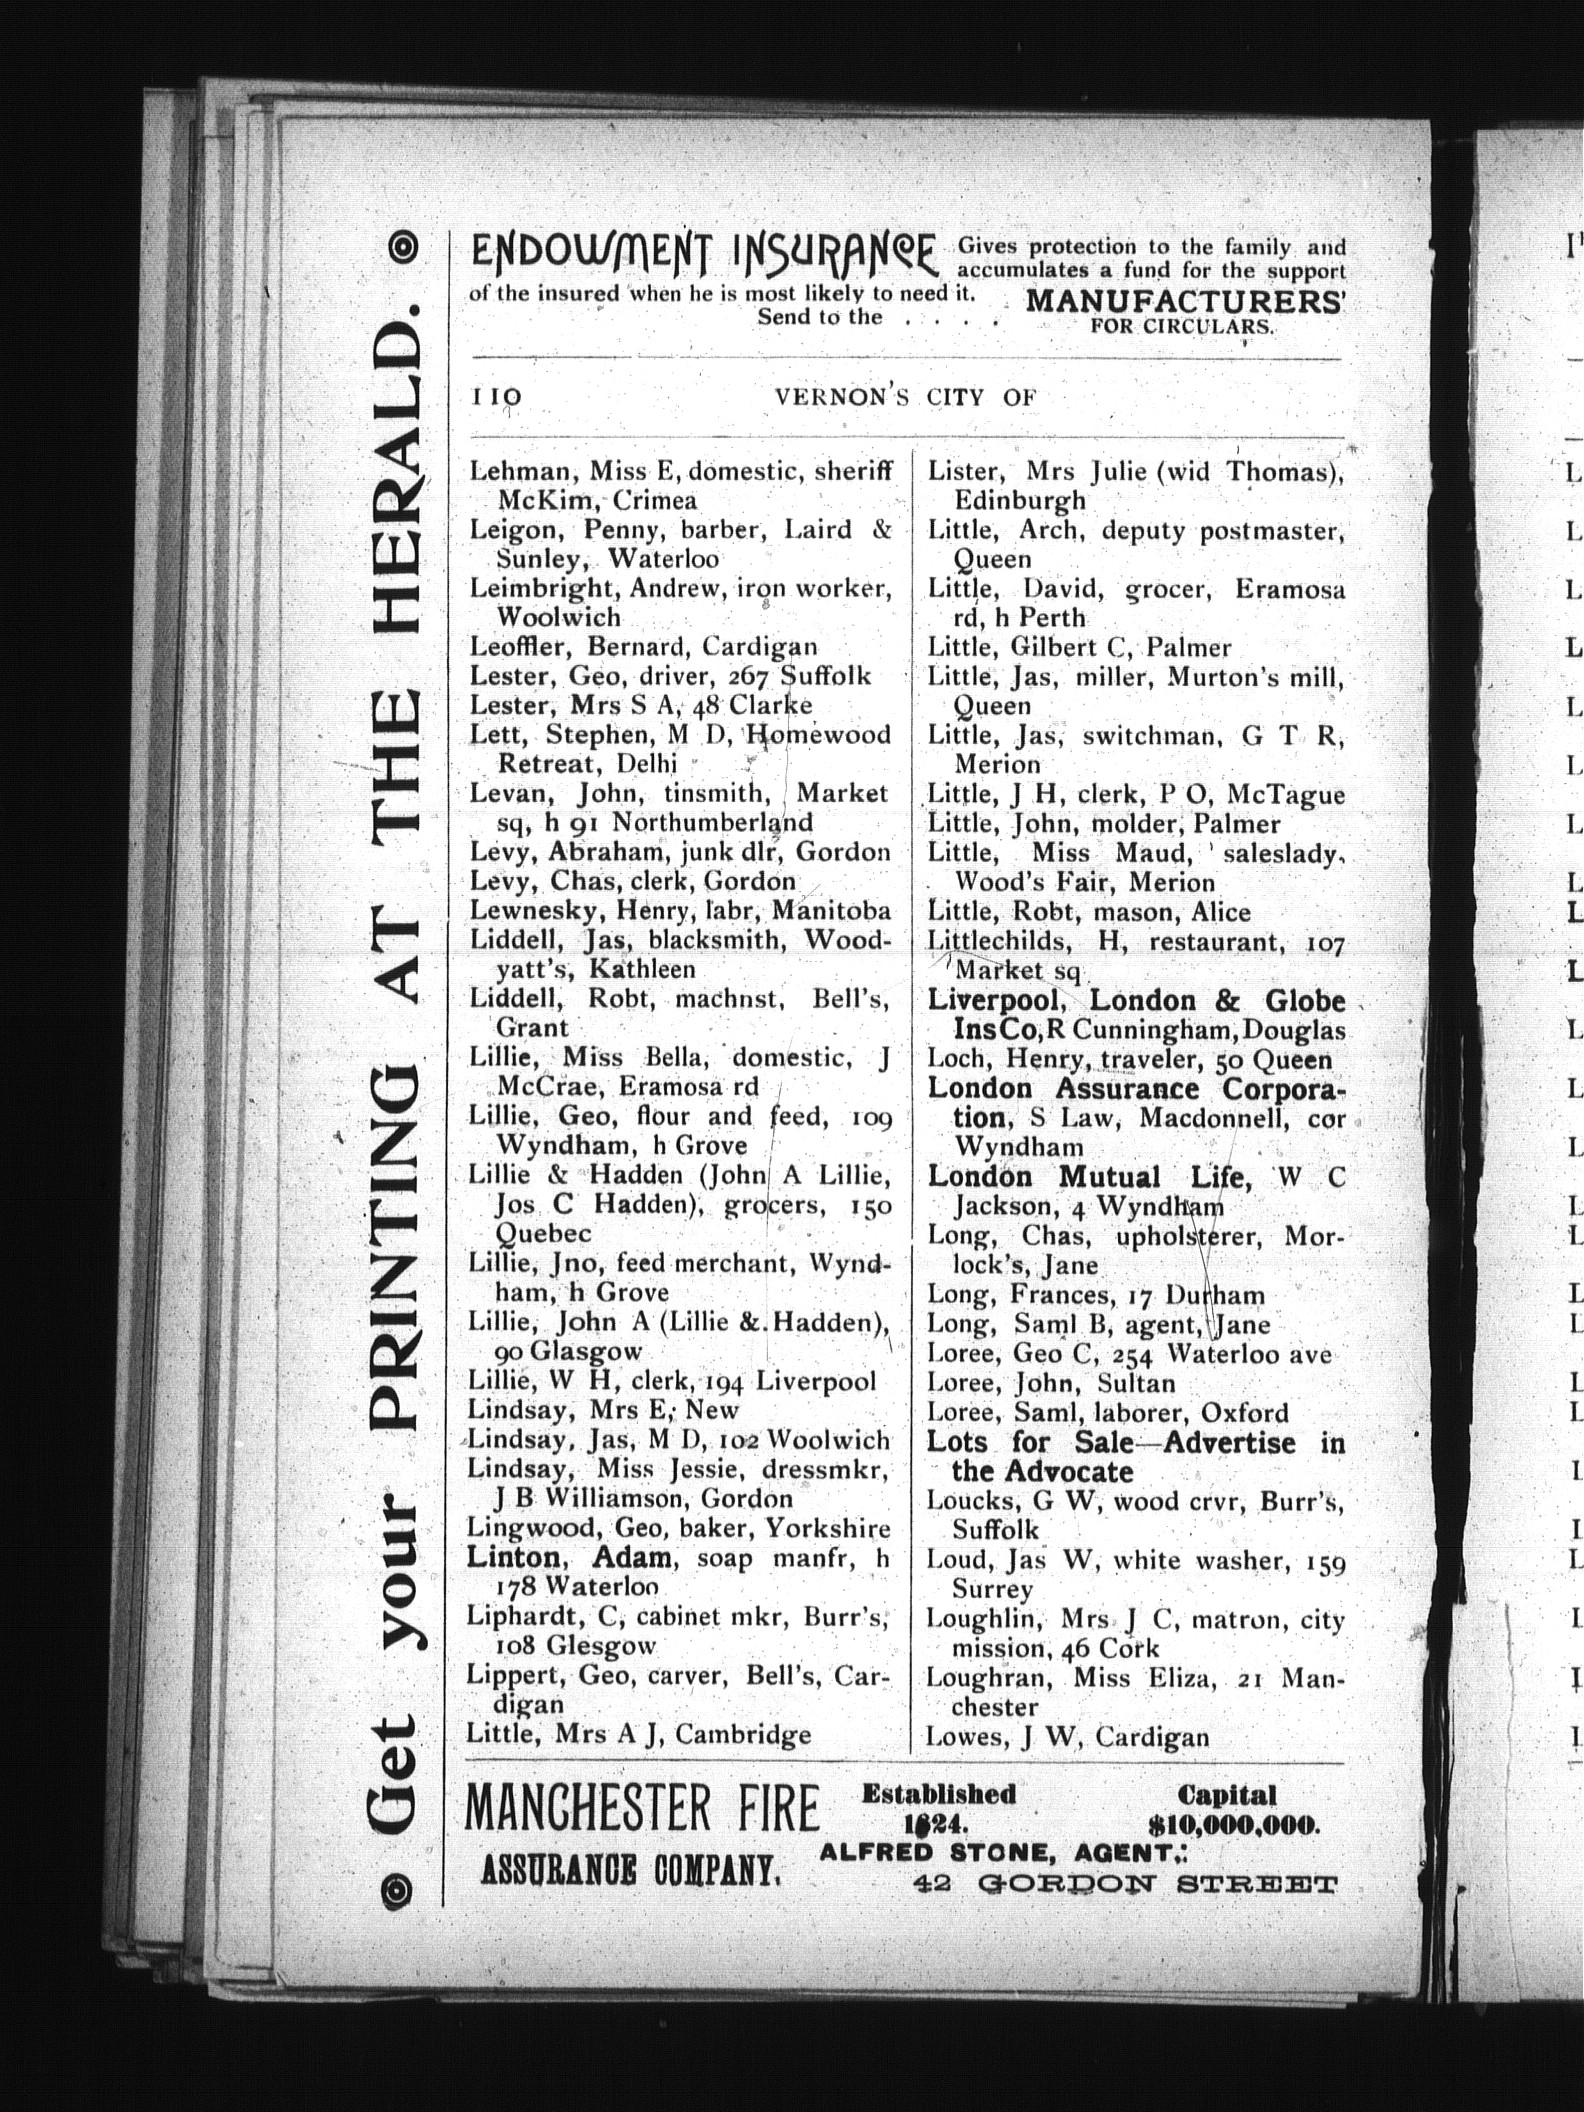 Get your PRINTING AT THE HERALD.
ENDOWMENT INSURANCE Gives protection to the family and
accumulates a fund for the support
of the insured when he is most likely to need it.
Send to the . . . . MANUFACTURERS'
FOR CIRCULARS.
110 VERNON'S CITY OF
Lehman, Miss E, domestic, sheriff
McKim, Crimea
Leigon, Penny, barber, Laird &
Sunley, Waterloo
Leimbright, Andrew, iron worker,
Woolwich
Leoffler, Bernard, Cardigan
Lester, Geo, driver, 267 Suffolk
Lester, Mrs S A, 48 Clarke
Lett, Stephen, M D, Homewood
Retreat, Delhi
Levan, John, tinsmith, Market
sq, h 91 Northumberland
Levy, Abraham, junk dlr, Gordon
Levy, Chas, clerk, Gordon
Lewnesky, Henry, labr, Manitoba
Liddell, Jas, blacksmith, Wood-
yatt's, Kathleen
Liddell, Robt, machnst, Bell's,
Grant
Lillie, Miss Bella, domestic, J
McCrae, Eramosa rd
Lillie, Geo, flour and feed, 109
Wyndham, h Grove
Lillie & Hadden (John A Lillie,
Jos C Hadden), grocers, 150
Quebec
Lillie, Jno, feed merchant, Wynd-
ham, h Grove
Lillie, John A (Lillie & Hadden),
90 Glasgow
Lillie, W H, clerk, 194 Liverpool
Lindsay, Mrs E, New
Lindsay, Jas, M D, 102 Woolwich
Lindsay, Miss Jessie, dressmkr,
J B Williamson, Gordon
Lingwood, Geo, baker, Yorkshire
Linton, Adam, soap manfr, h
178 Waterloo
Liphardt, C, cabinet mkr, Burr's,
108 Glesgow
Lippert, Geo, carver, Bell's, Car-
digan
Little, Mrs A J, Cambridge
Lister, Mrs Julie (wid Thomas),
Edinburgh
Little, Arch, deputy postmaster,
Queen
Little, David, grocer, Eramosa
rd, h Perth
Little, Gilbert C, Palmer
Little, Jas, miller, Murton's mill,
Queen
Little, Jas, switchman, G T R,
Merion
Little, J H, clerk, P O, McTague
Little, John, molder, Palmer
Little, Miss Maud, saleslady,
Wood's Fair, Merion
Little, Robt, mason, Alice
Littlechilds, H, restaurant, 107
Market sq
Liverpool, London & Globe
Ins Co, R Cunningham, Douglas
Loch, Henry, traveler, 50 Queen
London Assurance Corpora-
tion, S Law, Macdonnell, cor
Wyndham
London Mutual Life, W C
Jackson, 4 Wyndham
Long, Chas, upholsterer, Mor-
lock's, Jane
Long, Frances, 17 Durham
Long, Saml B, agent, Jane
Loree, Geo C, 254 Waterloo ave
Loree, John, Sultan
Loree, Saml, laborer, Oxford
Lots for Sale—Advertise in
the Advocate
Loucks, G W, wood crvr, Burr's,
Suffolk
Loud, Jas W, white washer, 159
Surrey
Loughlin, Mrs J C, matron, city
mission, 46 Cork
Loughran, Miss Eliza, 21 Man-
chester
Lowes, J W, Cardigan
MANCHESTER FIRE
ASSURANCE COMPANY.
Established
1824.
Capital
$10,000,000.
ALFRED STONE, AGENT,
42 GORDON STREET